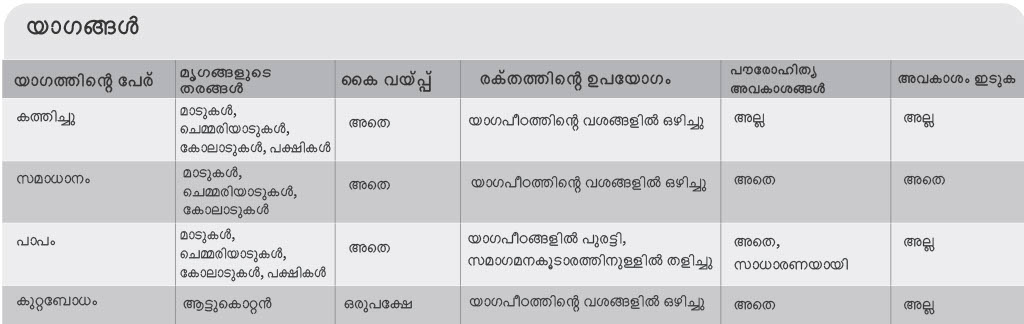 യാഗങ്ങൾ
യാഗത്തിന്റെ പേര് മൃഗങ്ങളുടെ തരങ്ങൾ കൈ വയ്പ്പ് രക്തത്തിന്റെ ഉപയോഗം പൗരോഹിത്യ അവകാശങ്ങൾ അവകാശം ഇടുക
കത്തിച്ചു മാടുകൾ, ചെമ്മരിയാടുകൾ, കോലാടുകൾ, പക്ഷികൾ അതെ യാഗപീഠത്തിന്റെ വശങ്ങളിൽ ഒഴിച്ചു അല്ല അല്ല
സമാധാനം മാടുകൾ, ചെമ്മരിയാടുകൾ, കോലാടുകൾ അതെ യാഗപീഠത്തിന്റെ വശങ്ങളിൽ ഒഴിച്ചു അതെ അതെ
പാപം മാടുകൾ, ചെമ്മരിയാടുകൾ, കോലാടുകൾ, പക്ഷികൾ അതെ യാഗപീഠങ്ങളിൽ പുരട്ടി, സമാഗമനകൂടാരത്തിനുള്ളിൽ തളിച്ചു അതെ, സാധാരണയായി അല്ല
കുറ്റബോധം ആട്ടുകൊറ്റൻ ഒരുപക്ഷേ യാഗപീഠത്തിന്റെ വശങ്ങളിൽ ഒഴിച്ചു അതെ അല്ല